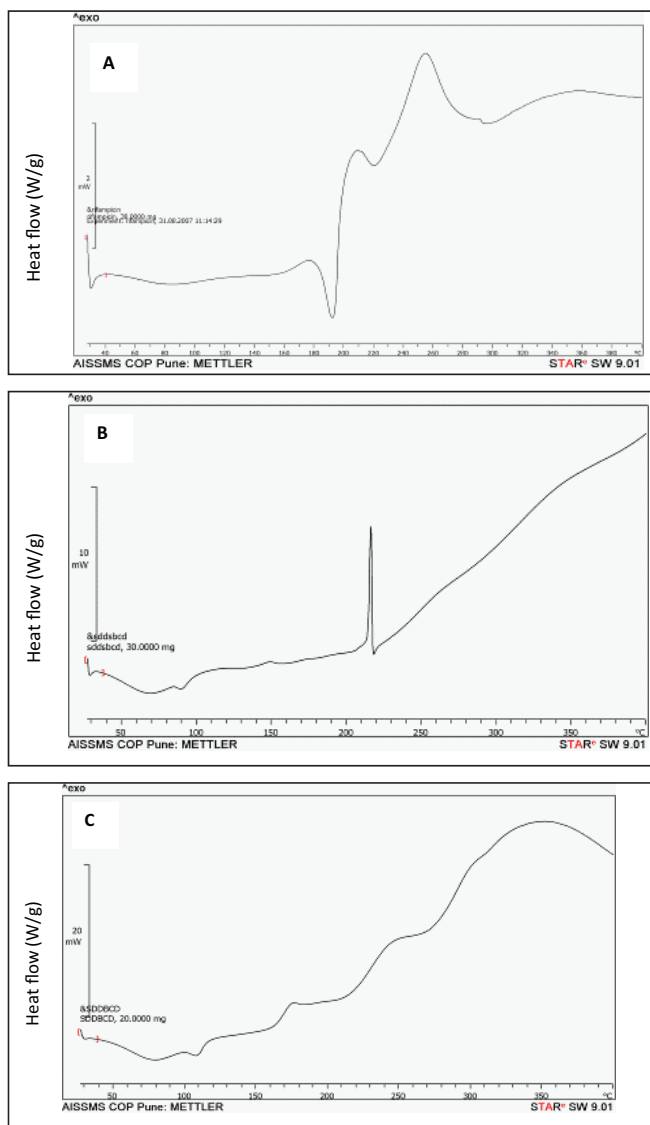 ^exo
A
Heat flow (W/g)
2
mW
&rifampicin
40 60 80 100 120 140 160 180 200 220 240 260 280 300 320 340 360 380 °C
AISSMS COP Pune: METTLER STARe SW 9.01
^exo
B
Heat flow (W/g)
10
mW
&sddsbcd
sddsbcd, 30.0000 mg
50 100 150 200 250 300 350 °C
AISSMS COP Pune: METTLER STARe SW 9.01
^exo
C
Heat flow (W/g)
20
mW
&SDDBCD
SDDBCD, 20.0000 mg
50 100 150 200 250 300 350 °C
AISSMS COP Pune: METTLER STARe SW 9.01